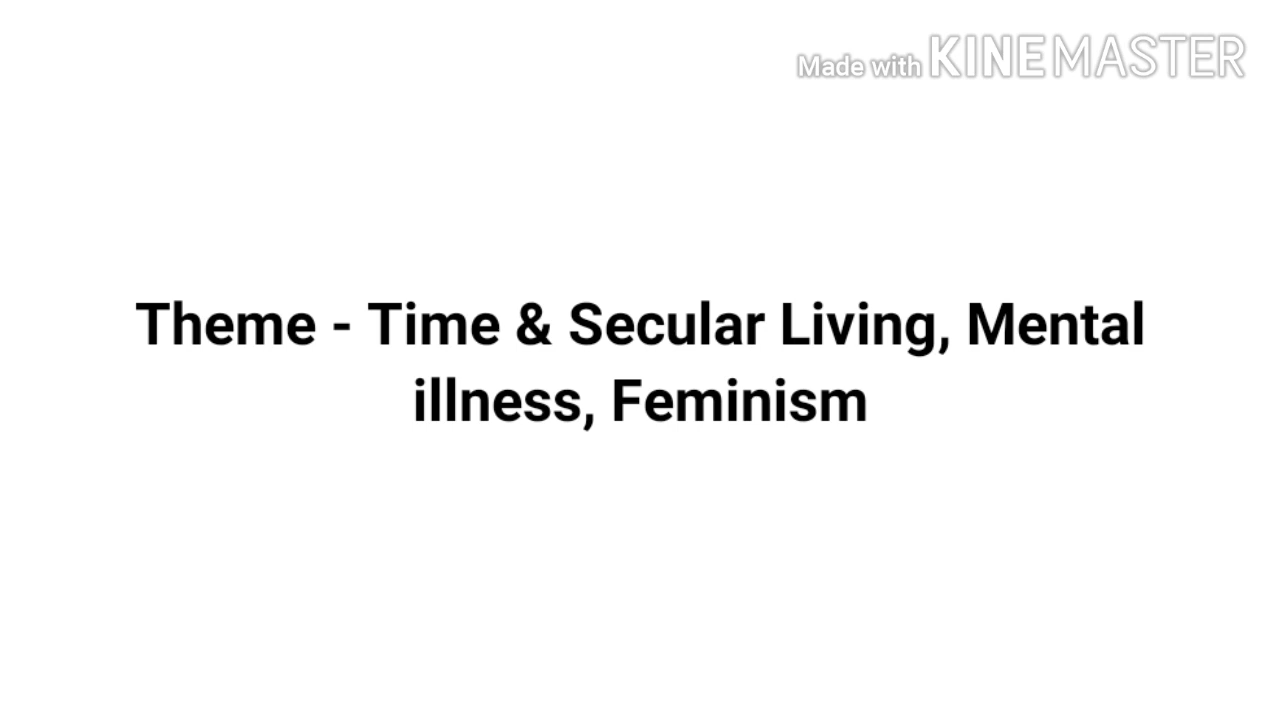 Made with KINEMASTER
Theme - Time & Secular Living, Mental
illness, Feminism